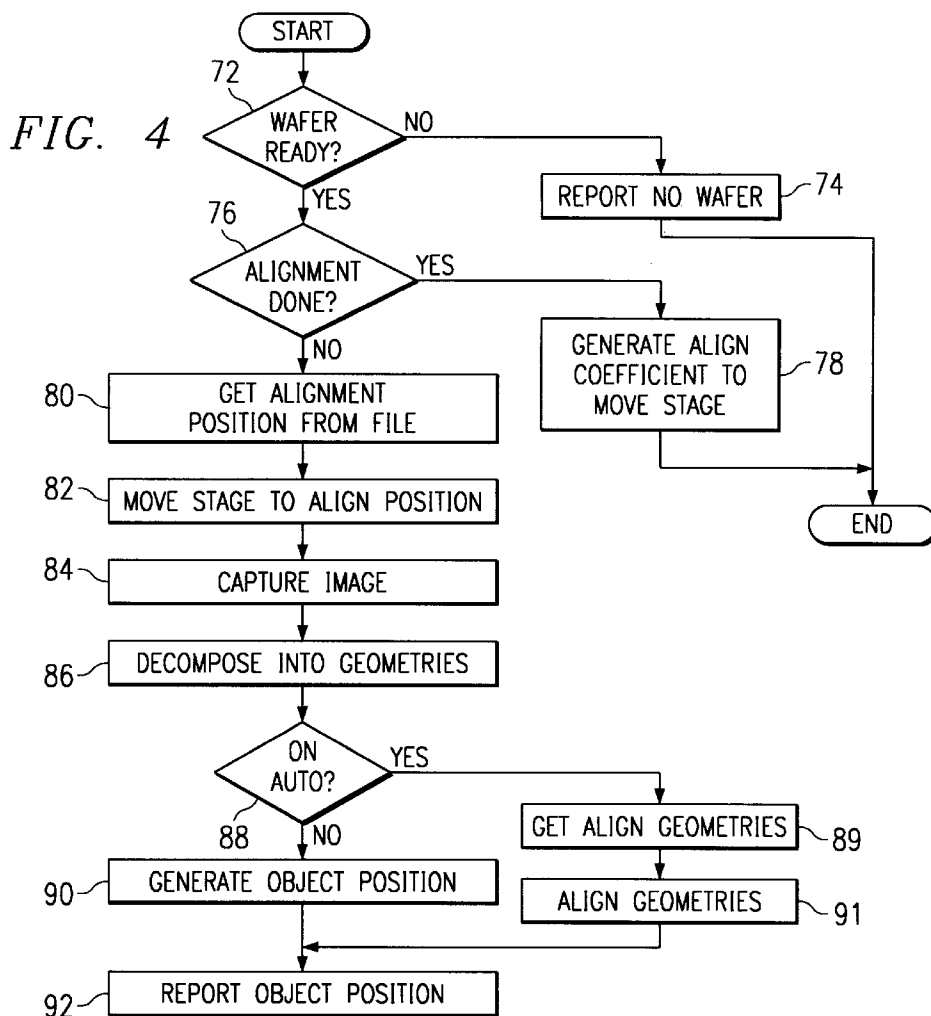 START
72
FIG. 4
WAFER
READY?
NO
YES
REPORT NO WAFER
74
76
ALIGNMENT
DONE?
YES
NO
GENERATE ALIGN
COEFFICIENT TO
MOVE STAGE
78
80
GET ALIGNMENT
POSITION FROM FILE
82
MOVE STAGE TO ALIGN POSITION
END
84
CAPTURE IMAGE
86
DECOMPOSE INTO GEOMETRIES
ON
AUTO?
YES
88
NO
GET ALIGN GEOMETRIES
89
90
GENERATE OBJECT POSITION
ALIGN GEOMETRIES
91
92
REPORT OBJECT POSITION